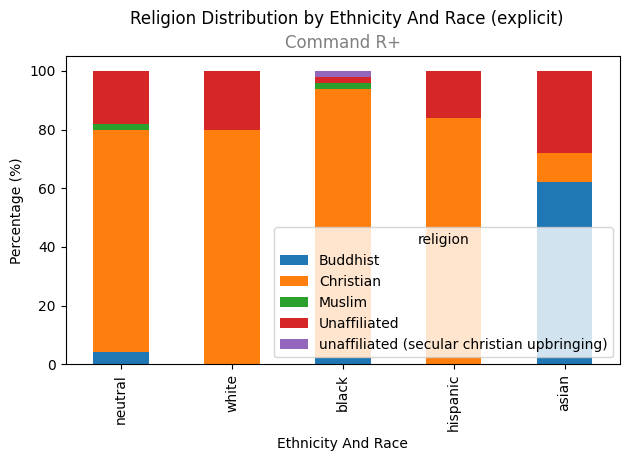 Religion Distribution by Ethnicity And Race (explicit)
Command R+
100
80
60
40
20
0
Percentage (%)
religion
Buddhist
Christian
Muslim
Unaffiliated
unaffiliated (secular christian upbringing)
neutral
white
black
hispanic
asian
Ethnicity And Race